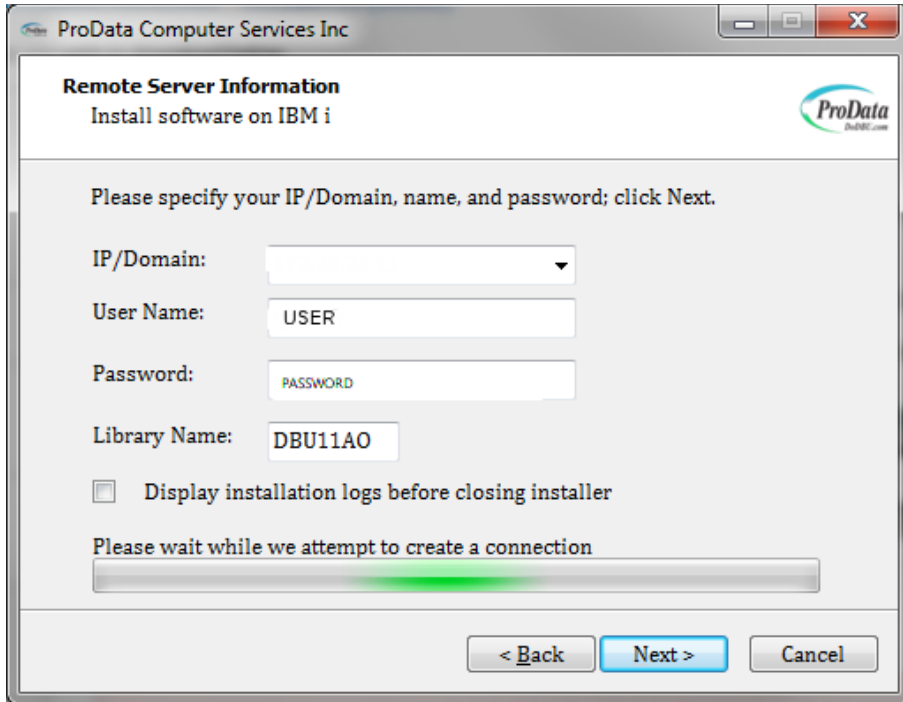 ProData Computer Services Inc
Remote Server Information
Install software on IBM i
ProData
DoDBU.com
Please specify your IP/Domain, name, and password; click Next.
IP/Domain:
User Name: USER
Password: PASSWORD
Library Name: DBU11AO
Display installation logs before closing installer
Please wait while we attempt to create a connection
< Back Next > Cancel